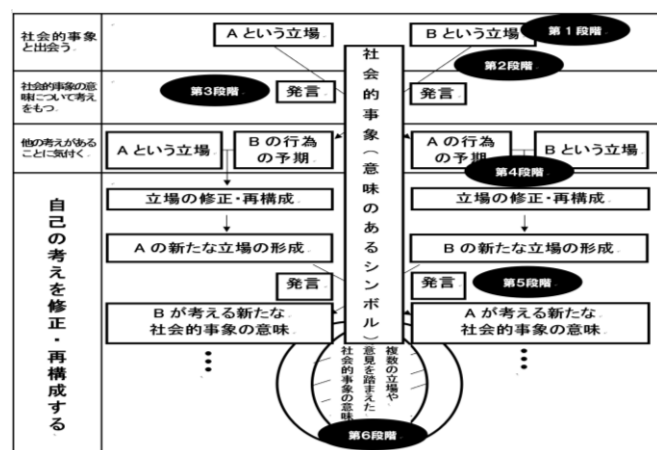 社会的事象
と出会う
Aという立場
Bという立場
第1段階
第2段階
社会的事象の意
味について考え
をもつ
第3段階
発言
発言
社会的事象(意味のあるシンボル)
他の考えがある
ことに気付く
Aという立場
Bの行為
の予期
Aの行為
の予期
Bという立場
第4段階
自己の考えを修正・再構成する
立場の修正・再構成
立場の修正・再構成
Aの新たな立場の形成
Bの新たな立場の形成
発言
発言
第5段階
Bが考える新たな
社会的事象の意味
Aが考える新たな
社会的事象の意味
複数の立場や
意見を踏まえた
社会的事象の意味
第6段階